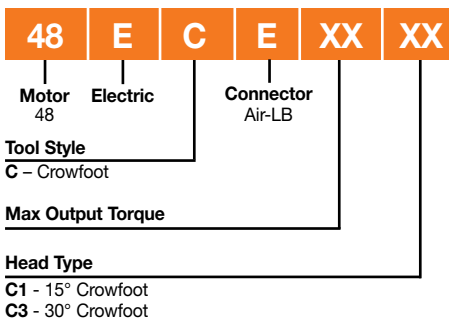 48 E C E XX XX
Motor Electric Connector
48 Air-LB
Tool Style
C – Crowfoot
Max Output Torque
Head Type
C1 - 15° Crowfoot
C3 - 30° Crowfoot